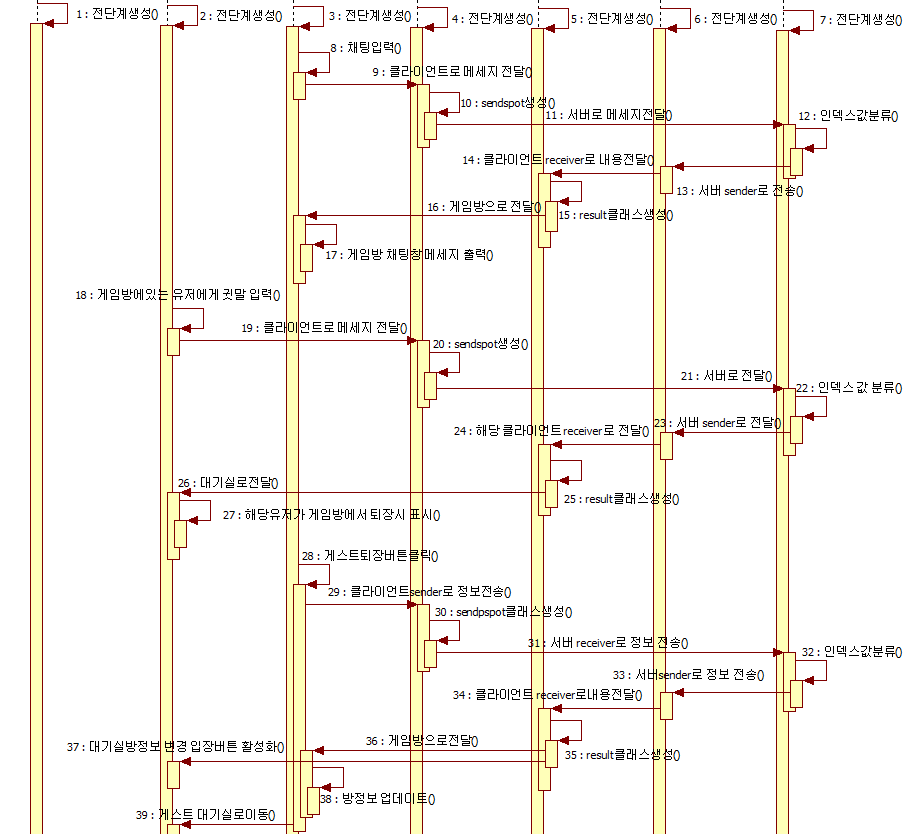 1 : 전단계생성()
2 : 전단계생성()
3 : 전단계생성()
4 : 전단계생성()
5 : 전단계생성()
6 : 전단계생성()
7 : 전단계생성()
8 : 채팅입력()
9 : 클라이언트로 메세지 전달()
10 : sendspot생성()
11 : 서버로 메세지전달()
12 : 인덱스값분류()
13 : 서버 sender로 전송()
14 : 클라이언트 receiver로 내용전달()
15 : result클래스생성()
16 : 게임방으로 전달()
17 : 게임방 채팅창 메세지 출력()
18 : 게임방에있는 유저에게 귓말 입력()
19 : 클라이언트로 메세지 전달()
20 : sendspot생성()
21 : 서버로 전달()
22 : 인덱스 값 분류()
23 : 서버 sender로 전달()
24 : 해당 클라이언트 receiver로 전달()
25 : result클래스생성()
26 : 대기실로전달()
27 : 해당유저가 게임방에서 퇴장시 표시()
28 : 게스트퇴장버튼클릭()
29 : 클라이언트sender로 정보전송()
30 : sendpspot클래스생성()
31 : 서버 receiver로 정보 전송()
32 : 인덱스값분류()
33 : 서버sender로 정보 전송()
34 : 클라이언트 receiver로내용전달()
35 : result클래스생성()
36 : 게임방으로전달()
37 : 대기실방정보 변경 입장버튼 활성화()
38 : 방정보 업데이트()
39 : 게스트 대기실로이동()